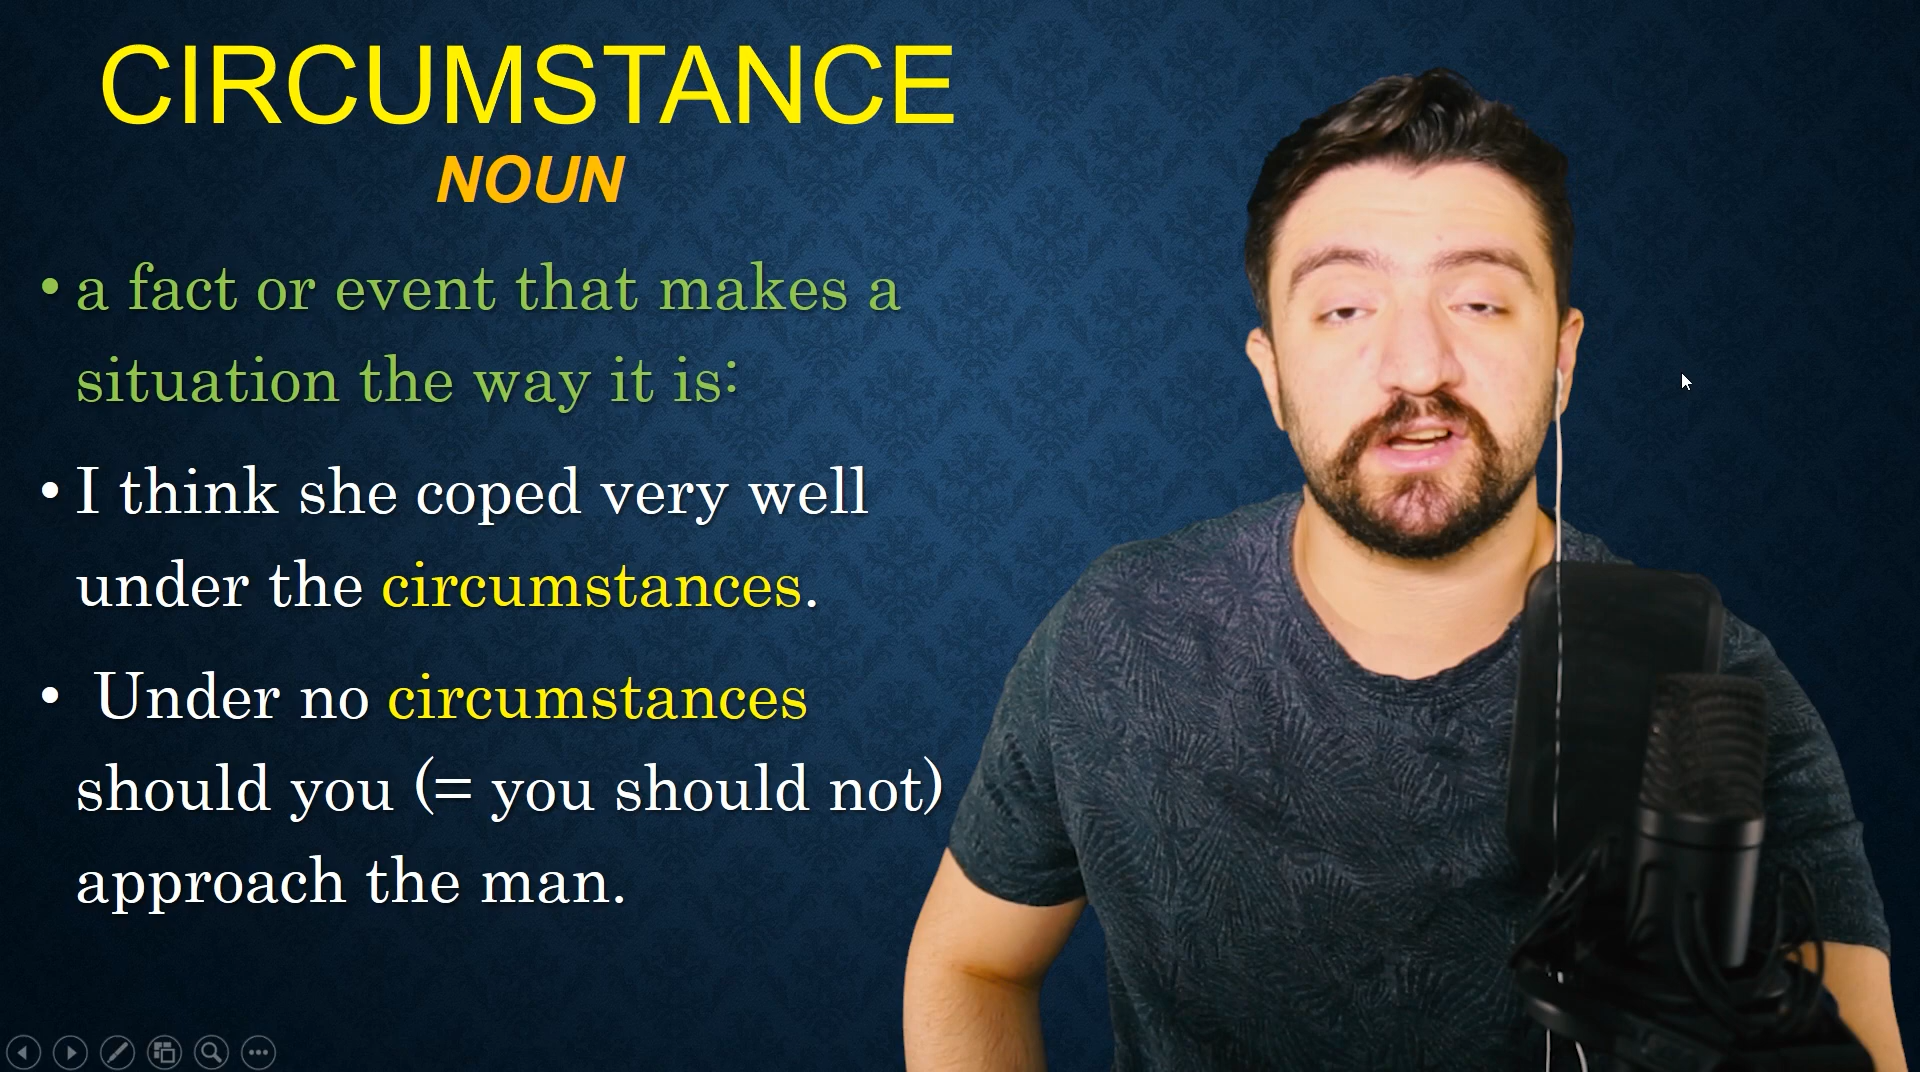 CIRCUMSTANCE
NOUN
• a fact or event that makes a
situation the way it is:
• I think she coped very well
under the circumstances.
• Under no circumstances
should you (= you should not)
approach the man.